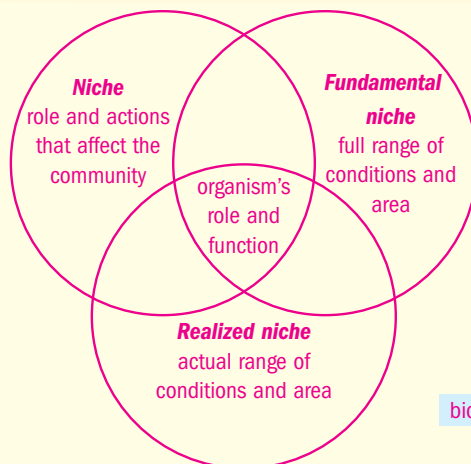 Niche
role and actions
that affect the
community
Fundamental
niche
full range of
conditions and
area
organism's
role and
function
Realized niche
actual range of
conditions and area